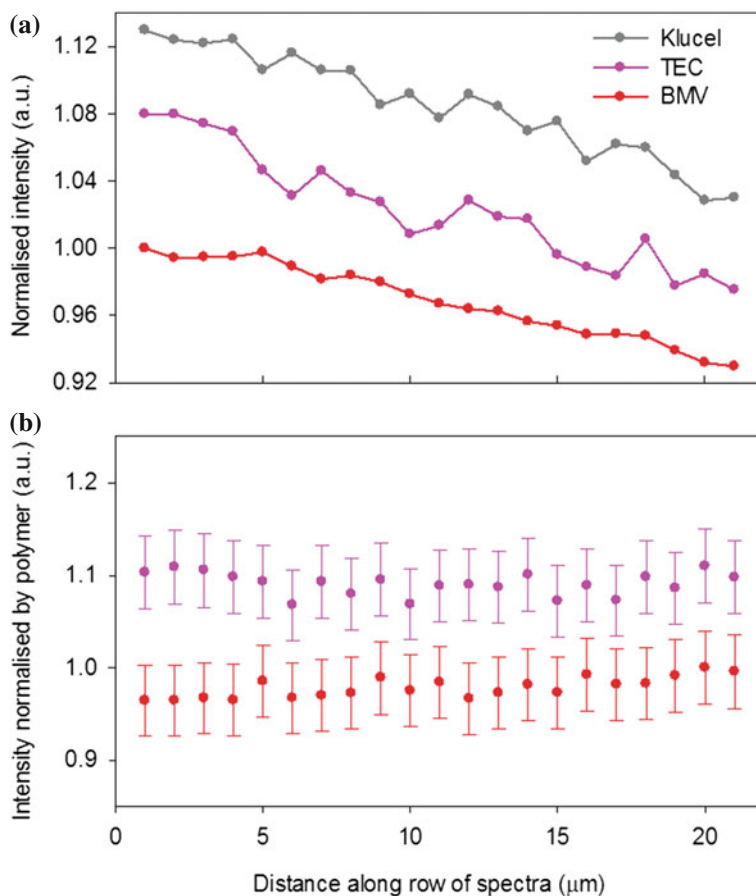 (a)
Normalised intensity (a.u.)
1.12
1.08
1.04
1.00
0.96
0.92
Klucel
TEC
BMV
(b)
Intensity normalised by polymer (a.u.)
1.2
1.1
1.0
0.9
0
5
10
15
20
Distance along row of spectra (μm)